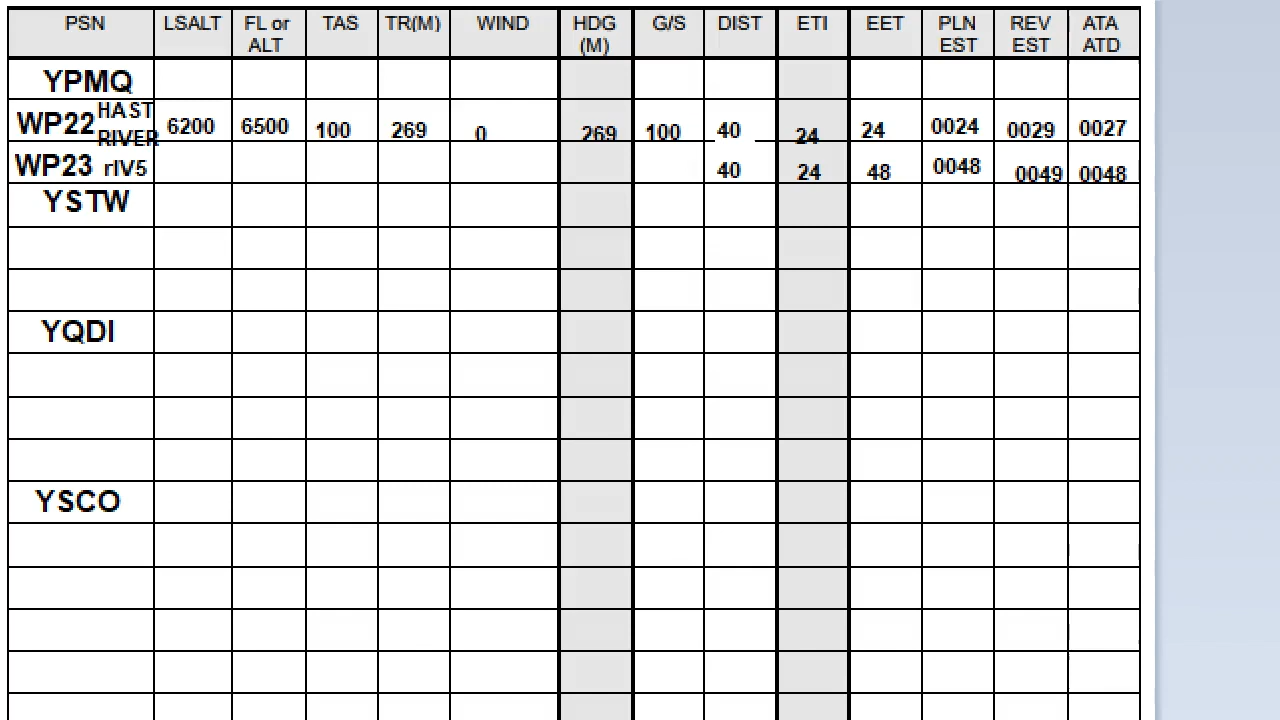 PSN LSALT FL or ALT TAS TR(M) WIND HDG (M) G/S DIST ETI EET PLN EST REV EST ATA ATD
YPMQ
WP22 HAST RIVER 6200 6500 100 269 0 269 100 40 24 24 0024 0029 0027
WP23 rIV5 40 24 48 0048 0049 0048
YSTW
YQDI
YSCO